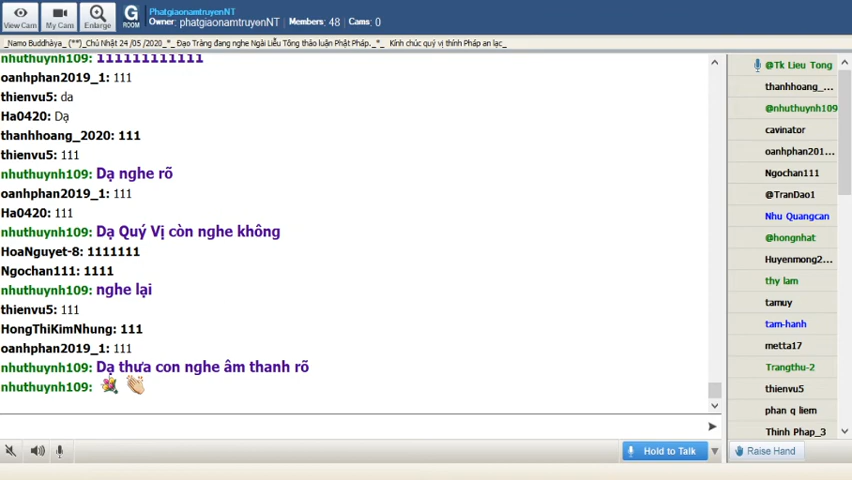 View Cam
My Cam
Enlarge
G
ROOM
PhatgiaonamtruyenNT
Owner: phatgiaonamtruyenNT
Members: 48
Cams: 0
_Namo Buddhàya_ (**)_Chủ Nhật 24 /05 /2020_*_ Đạo Tràng đang nghe Ngài Liễu Tông thảo luận Phật Pháp._*_ Kính chúc quý vị thính Pháp an lạc_
nhuthuynh109: 111111111111
oanhphan2019_1: 111
thienvu5: da
Ha0420: Dạ
thanhhoang_2020: 111
thienvu5: 111
nhuthuynh109: Dạ nghe rõ
oanhphan2019_1: 111
Ha0420: 111
nhuthuynh109: Dạ Quý Vị còn nghe không
HoaNguyet-8: 1111111
Ngochan111: 1111
nhuthuynh109: nghe lại
thienvu5: 111
HongThiKimNhung: 111
oanhphan2019_1: 111
nhuthuynh109: Dạ thưa con nghe âm thanh rõ
nhuthuynh109:
Hold to Talk
@Tk Lieu Tong
thanhhoang_...
@nhuthuynh109
cavinator
oanhphan201...
Ngochan111
@TranDao1
Nhu Quangcan
@hongnhat
Huyenmong2...
thy lam
tamuy
tam-hanh
metta17
Trangthu-2
thienvu5
phan q liem
Thinh Phap_3
Raise Hand